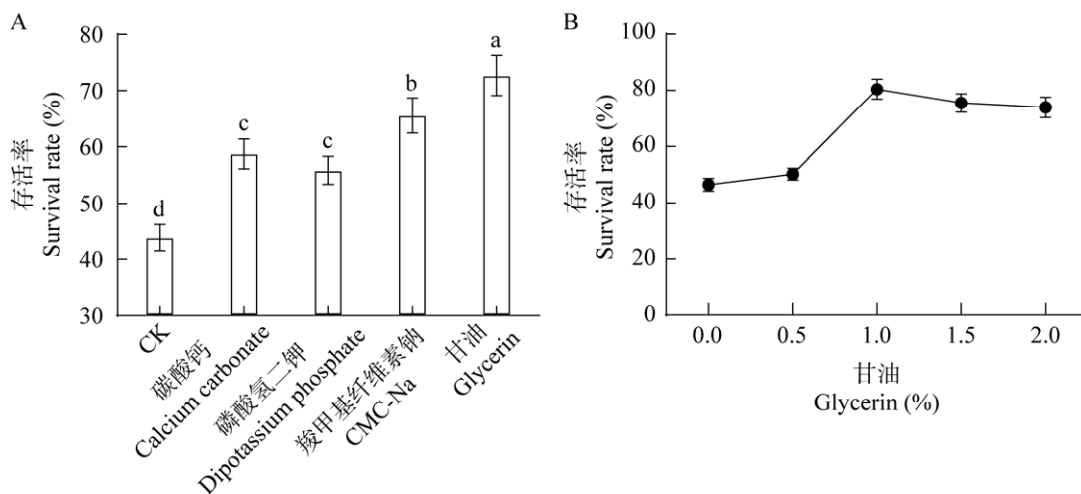 A
存活率
Survival rate (%)
80
70
60
50
40
30
d
c
c
b
a
CK
碳酸钙
Calcium carbonate
磷酸氢二钾
Dipotassium phosphate
羧甲基纤维素钠
CMC-Na
甘油
Glycerin
B
存活率
Survival rate (%)
100
80
60
40
20
0
0.0 0.5 1.0 1.5 2.0
甘油
Glycerin (%)